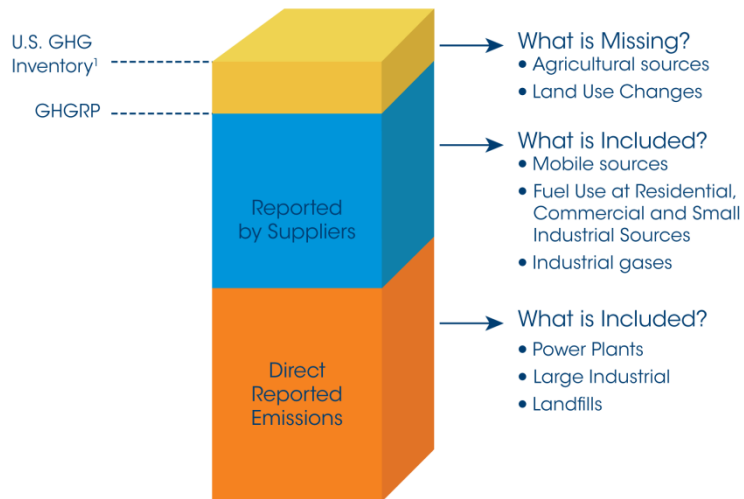 U.S. GHG
Inventory¹
GHGRP
Reported
by Suppliers
Direct
Reported
Emissions
What is Missing?
• Agricultural sources
• Land Use Changes
What is Included?
• Mobile sources
• Fuel Use at Residential,
Commercial and Small
Industrial Sources
• Industrial gases
What is Included?
• Power Plants
• Large Industrial
• Landfills